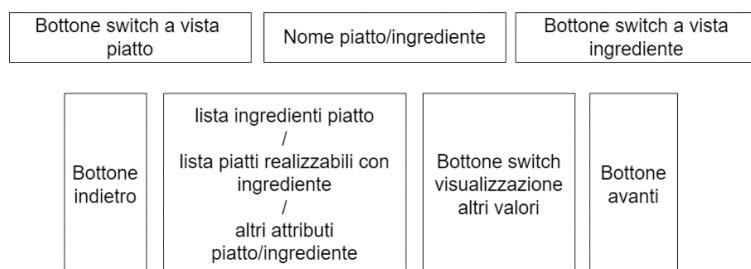 Bottone switch a vista
piatto
Nome piatto/ingrediente
Bottone switch a vista
ingrediente
Bottone
indietro
lista ingredienti piatto
/
lista piatti realizzabili con
ingrediente
/
altri attributi
piatto/ingrediente
Bottone switch
visualizzazione
altri valori
Bottone
avanti